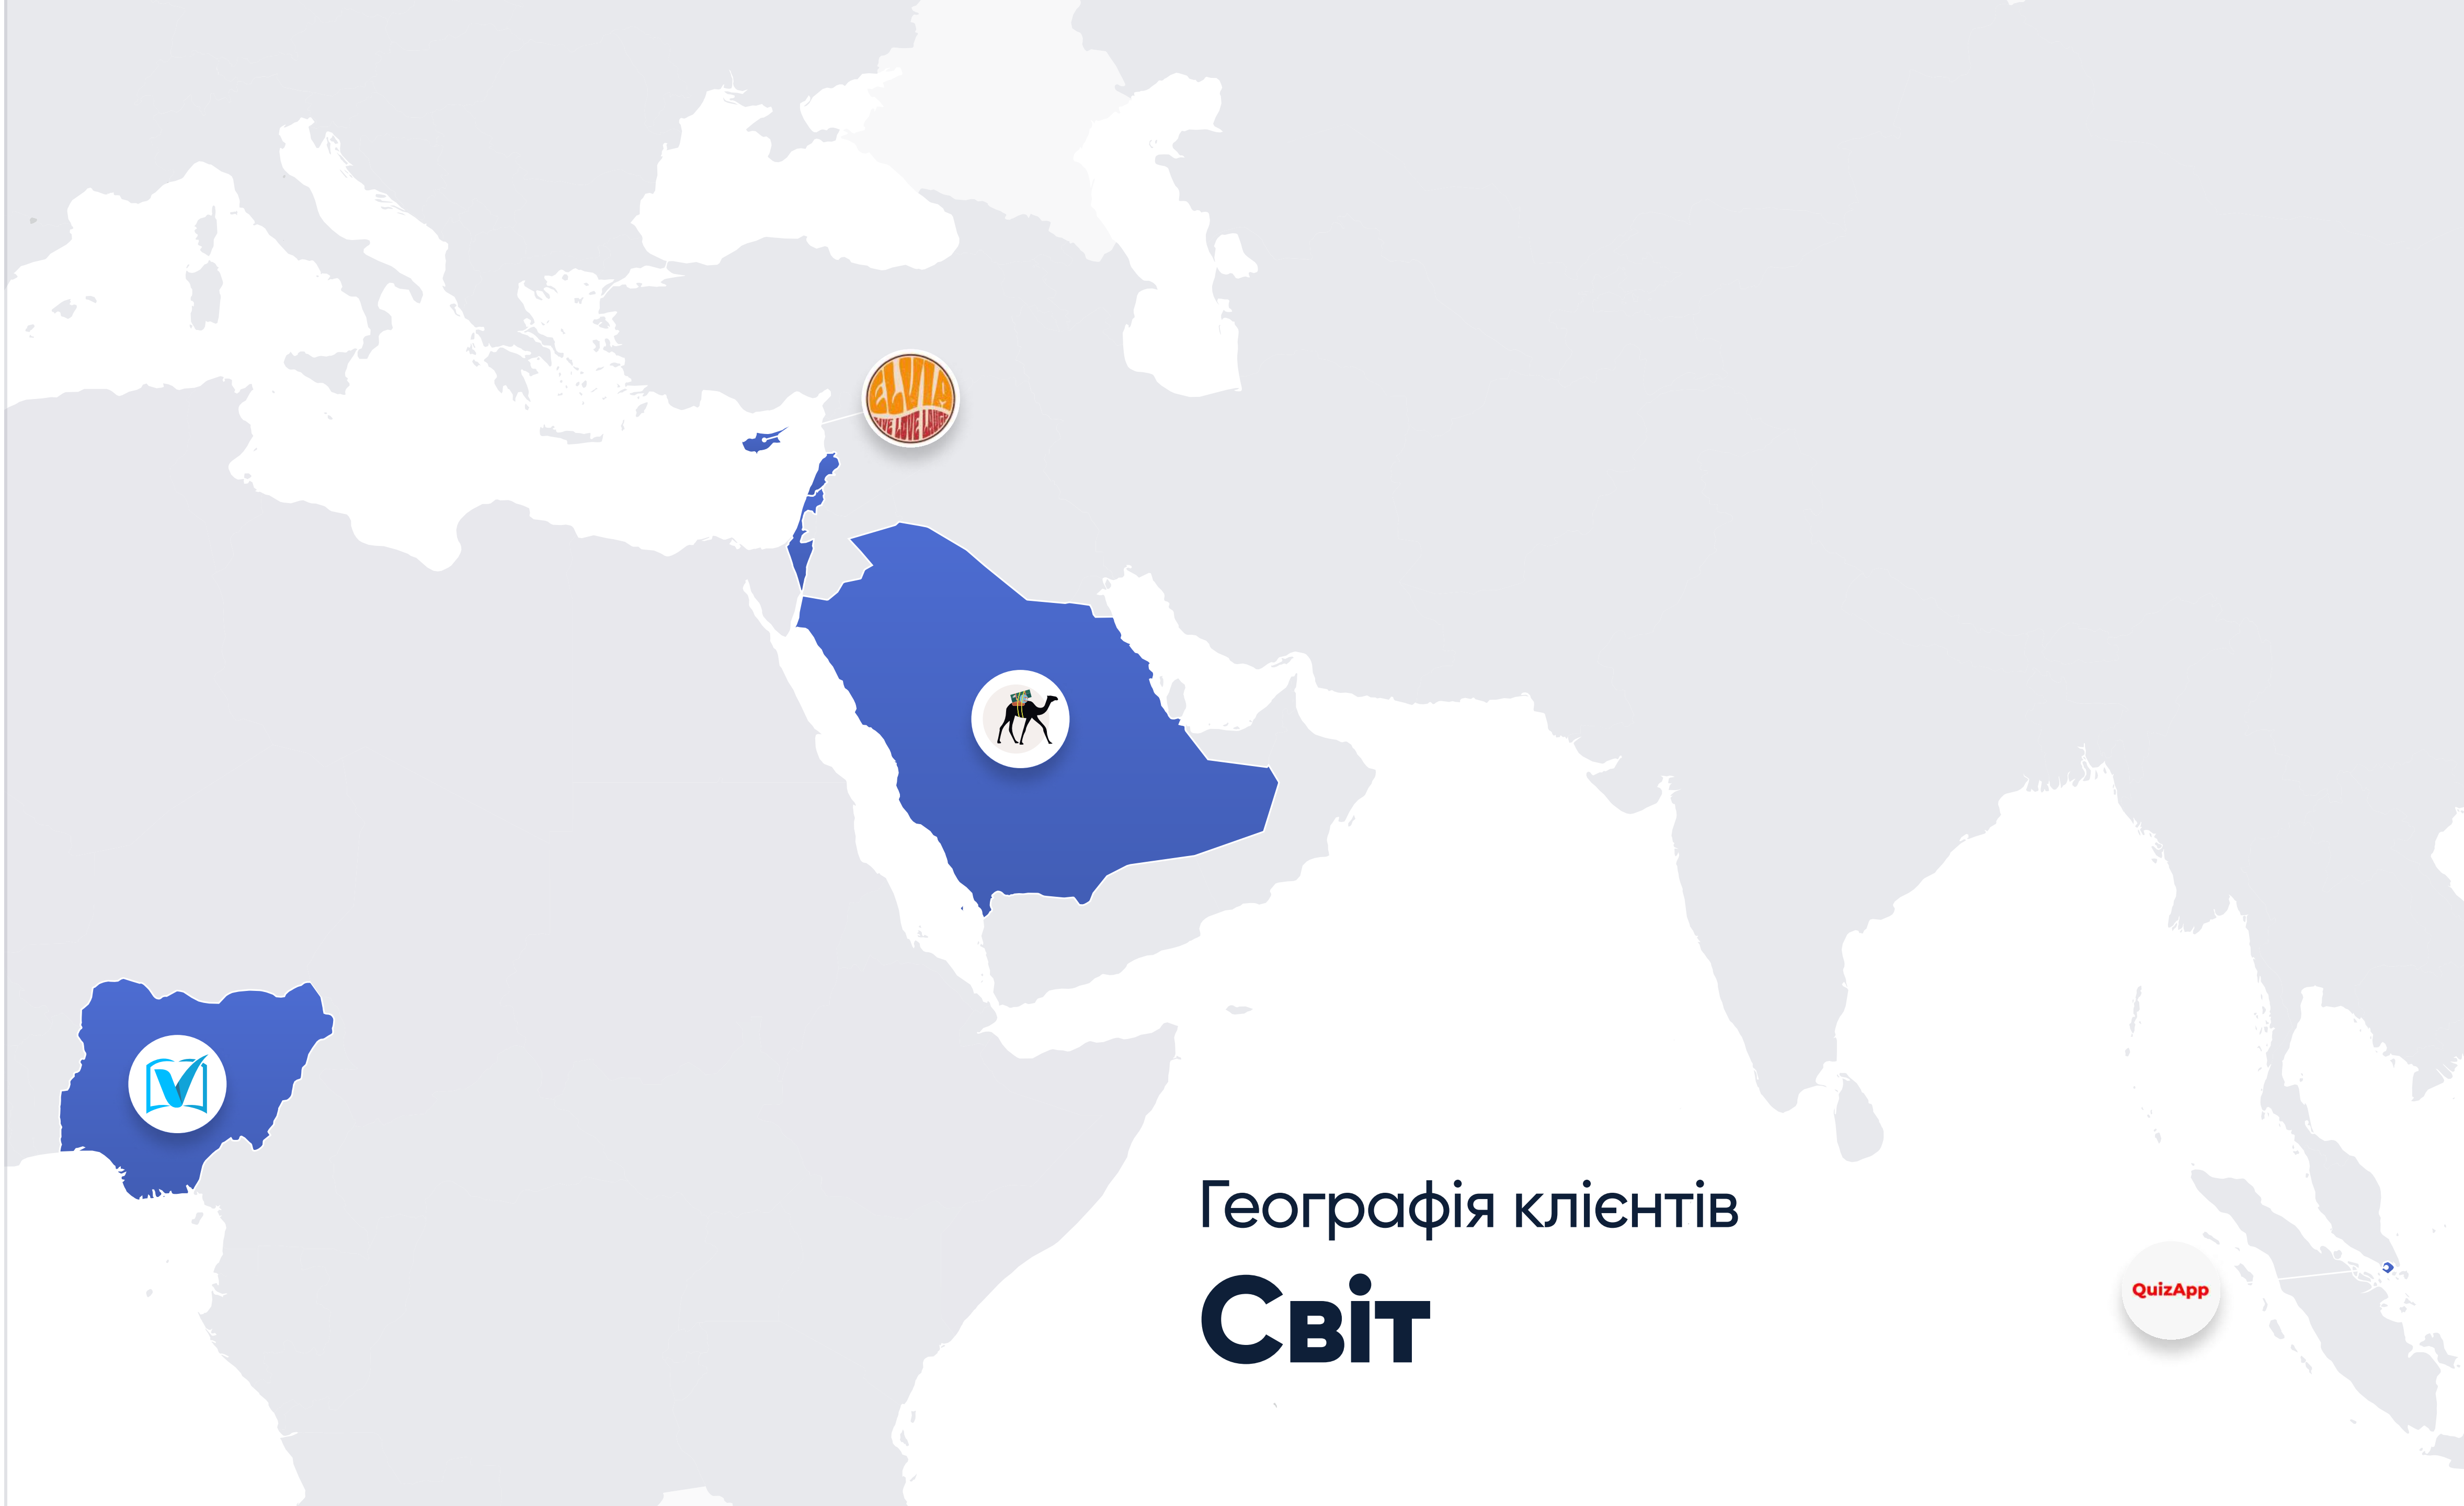 ELVIA
LIVE LOVE LAUGH
Географія клієнтів
Світ
QuizApp